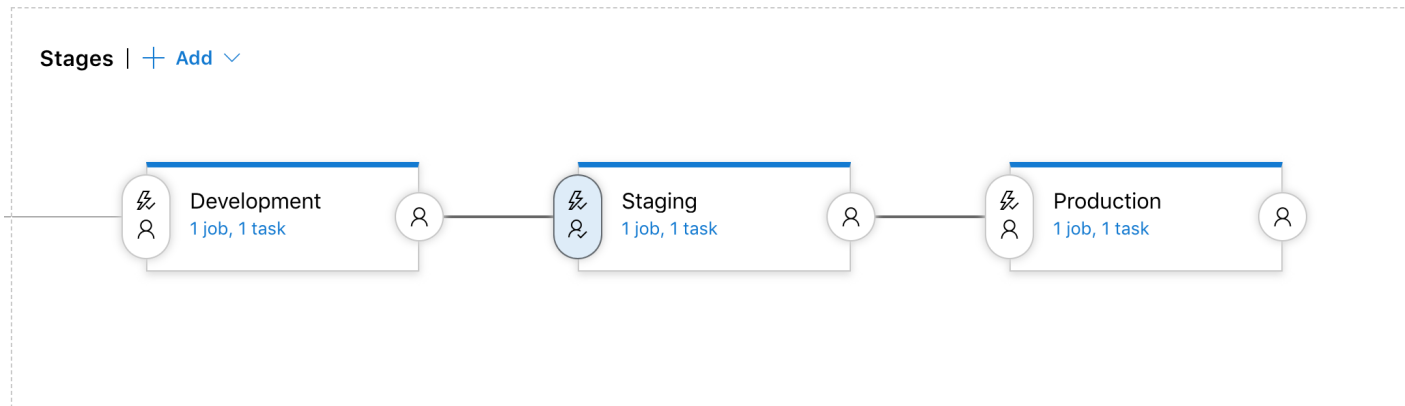 Stages | + Add
Development
1 job, 1 task
Staging
1 job, 1 task
Production
1 job, 1 task